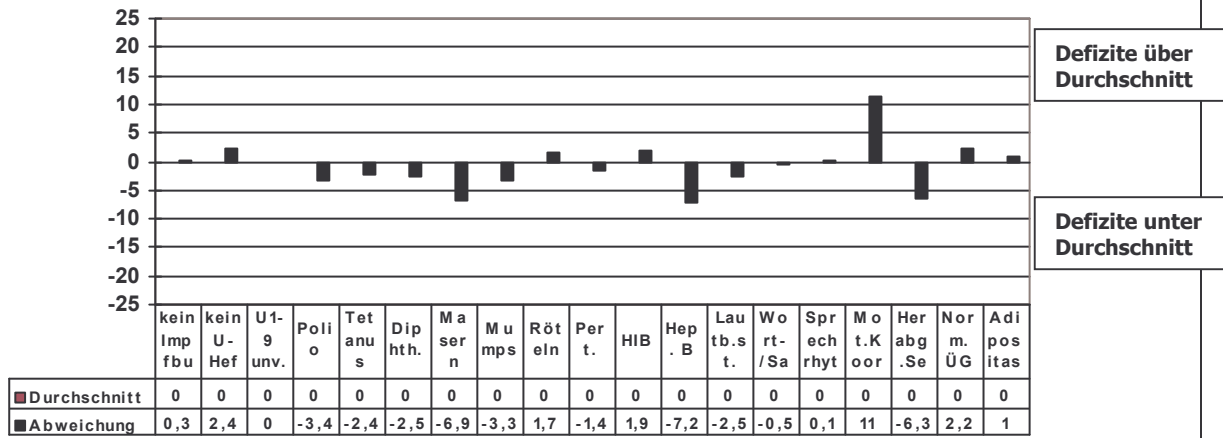 25
20
15
10
5
0
-5
-10
-15
-20
-25
Defizite über
Durchschnitt
Defizite unter
Durchschnitt
kein Impfbu kein U-Hef U1-9 unv. Polio Tetanus Diphth. Masern Mumps Röteln Pert. HIB Hep. B Lautb.st. Wort-/Sa Sprechrhyt Mot.Koor Herabg.Se Norm.ÜG Adipositas
Durchschnitt 0 0 0 0 0 0 0 0 0 0 0 0 0 0 0 0 0 0 0
Abweichung 0,3 2,4 0 -3,4 -2,4 -2,5 -6,9 -3,3 1,7 -1,4 1,9 -7,2 -2,5 -0,5 0,1 11 -6,3 2,2 1